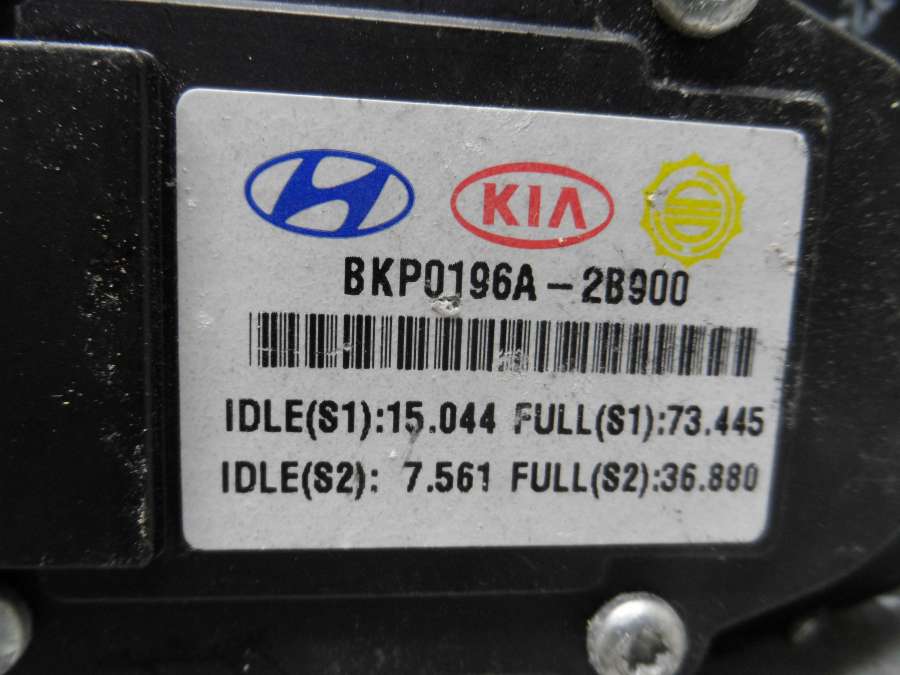 KIA
BKP0196A-2B900
IDLE(S1):15.044 FULL(S1):73.445
IDLE(S2): 7.561 FULL(S2):36.880